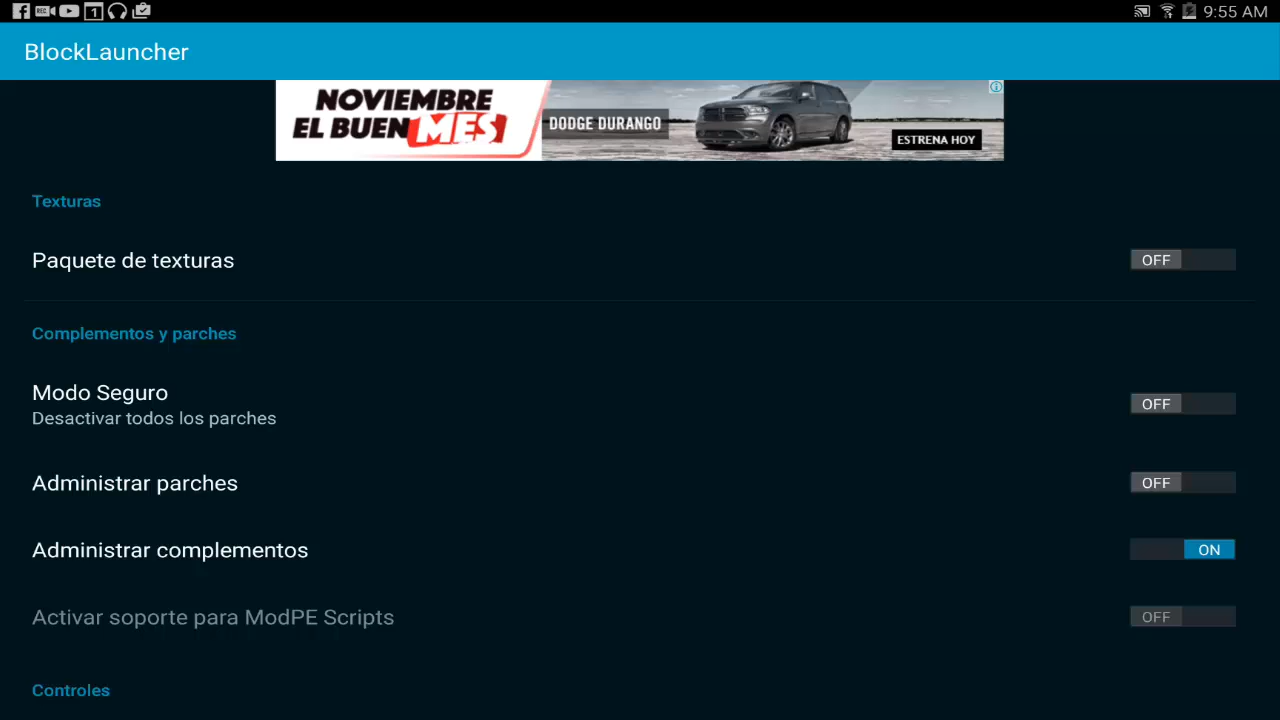 REC
1
9:55 AM
BlockLauncher
NOVIEMBRE
EL BUEN MES
DODGE DURANGO
ESTRENA HOY
Texturas
Paquete de texturas
OFF
Complementos y parches
Modo Seguro
Desactivar todos los parches
OFF
Administrar parches
OFF
Administrar complementos
ON
Activar soporte para ModPE Scripts
OFF
Controles